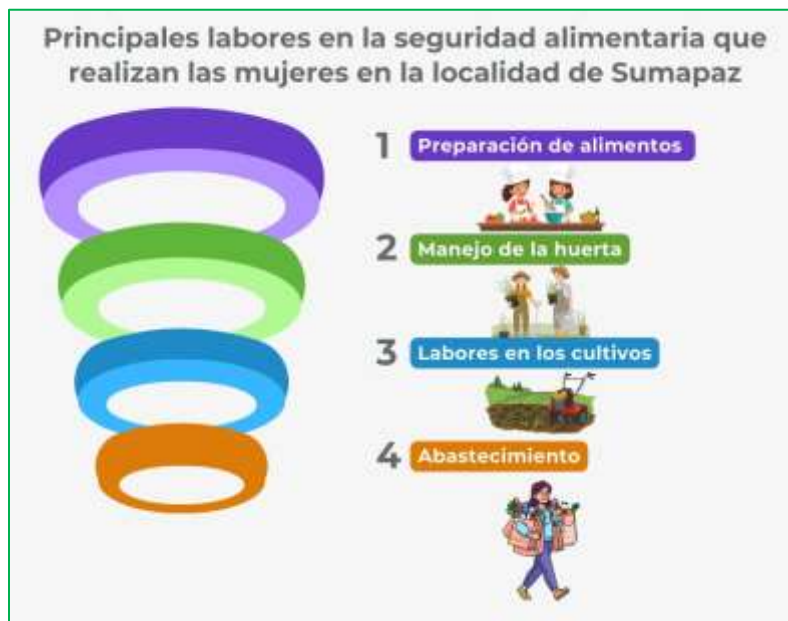 Principales labores en la seguridad alimentaria que
realizan las mujeres en la localidad de Sumapaz
1 Preparación de alimentos
2 Manejo de la huerta
3 Labores en los cultivos
4 Abastecimiento